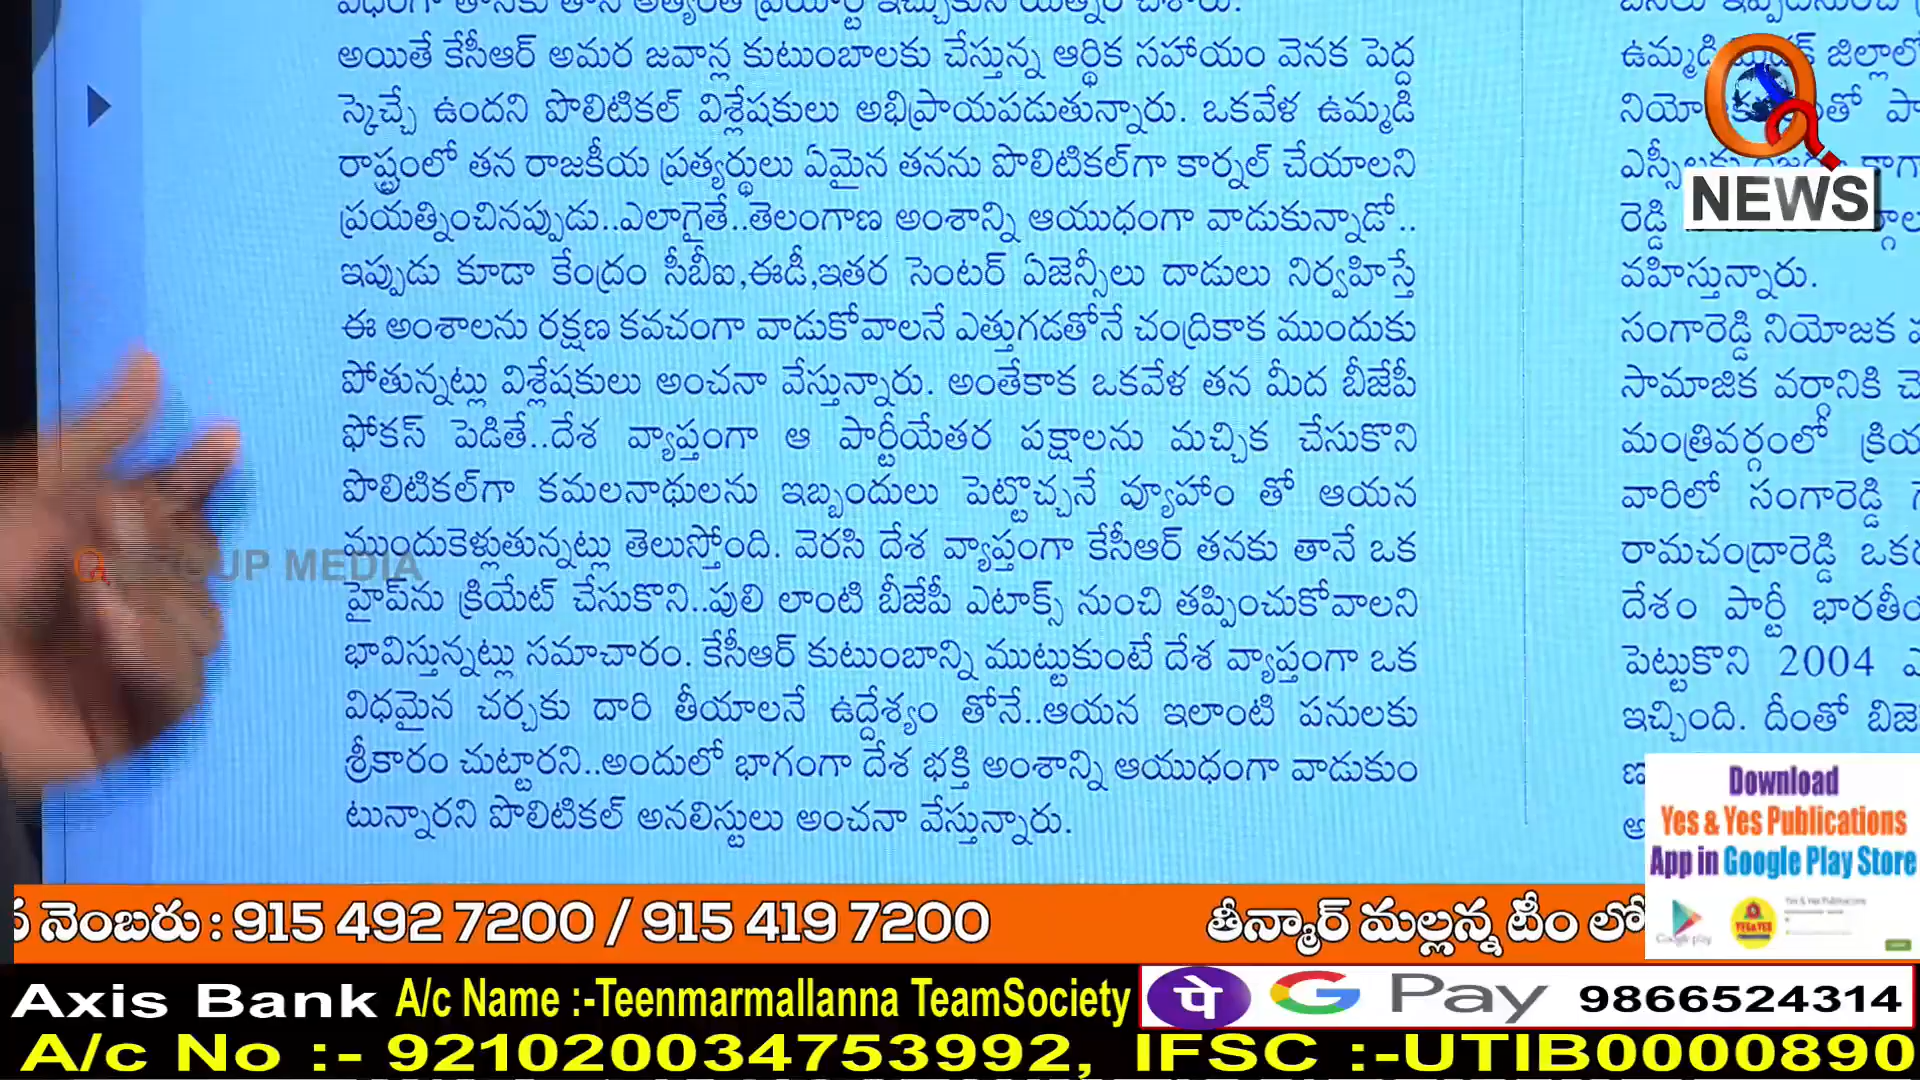 అయితే కేసీఆర్ అమర జవాన్ల కుటుంబాలకు చేస్తున్న ఆర్థిక సహాయం వెనక పెద్ద
స్కెచ్చే ఉందని పొలిటికల్ విశ్లేషకులు అభిప్రాయపడుతున్నారు. ఒకవేళ ఉమ్మడి
రాష్ట్రంలో తన రాజకీయ ప్రత్యర్థులు ఏమైన తనను పొలిటికల్‌గా కార్నల్ చేయాలని
ప్రయత్నించినప్పుడు..ఎలాగైతే..తెలంగాణ అంశాన్ని ఆయుధంగా వాడుకున్నాడో..
ఇప్పుడు కూడా కేంద్రం సీబీఐ,ఈడీ,ఇతర సెంటర్ ఏజెన్సీలు దాడులు నిర్వహిస్తే
ఈ అంశాలను రక్షణ కవచంగా వాడుకోవాలనే ఎత్తుగడతోనే చంద్రికాక ముందుకు
పోతున్నట్లు విశ్లేషకులు అంచనా వేస్తున్నారు. అంతేకాక ఒకవేళ తన మీద బీజేపీ
ఫోకస్ పెడితే..దేశ వ్యాప్తంగా ఆ పార్టీయేతర పక్షాలను మచ్చిక చేసుకొని
పొలిటికల్‌గా కమలనాథులను ఇబ్బందులు పెట్టొచ్చనే వ్యూహం తో ఆయన
ముందుకెళ్లుతున్నట్లు తెలుస్తోంది. వెరసి దేశ వ్యాప్తంగా కేసీఆర్ తనకు తానే ఒక
హైప్‌ను క్రియేట్ చేసుకొని..పులి లాంటి బీజేపీ ఎటాక్స్ నుంచి తప్పించుకోవాలని
భావిస్తున్నట్లు సమాచారం. కేసీఆర్ కుటుంబాన్ని ముట్టుకుంటే దేశ వ్యాప్తంగా ఒక
విధమైన చర్చకు దారి తీయాలనే ఉద్దేశ్యం తోనే..ఆయన ఇలాంటి పనులకు
శ్రీకారం చుట్టారని..అందులో భాగంగా దేశ భక్తి అంశాన్ని ఆయుధంగా వాడుకుం
టున్నారని పొలిటికల్ అనలిస్టులు అంచనా వేస్తున్నారు.
ఉమ్మడి జిల్లాలో
వహిస్తున్నారు.
సంగారెడ్డి నియోజక
సామాజిక వర్గానికి
మంత్రివర్గంలో
వారిలో సంగారెడ్డి
రామచంద్రారెడ్డి
దేశం పార్టీ
పెట్టుకొని 2004
ఇచ్చింది. దీంతో
Q NEWS
Q GROUP MEDIA
Download
Yes & Yes Publications
App in Google Play Store
Google play
నెంబరు : 915 492 7200 / 915 419 7200 తీన్మార్ మల్లన్న టీం లో
Axis Bank A/c Name :-Teenmarmallanna TeamSociety पे G Pay 9866524314
A/c No :- 921020034753992, IFSC :-UTIB0000890